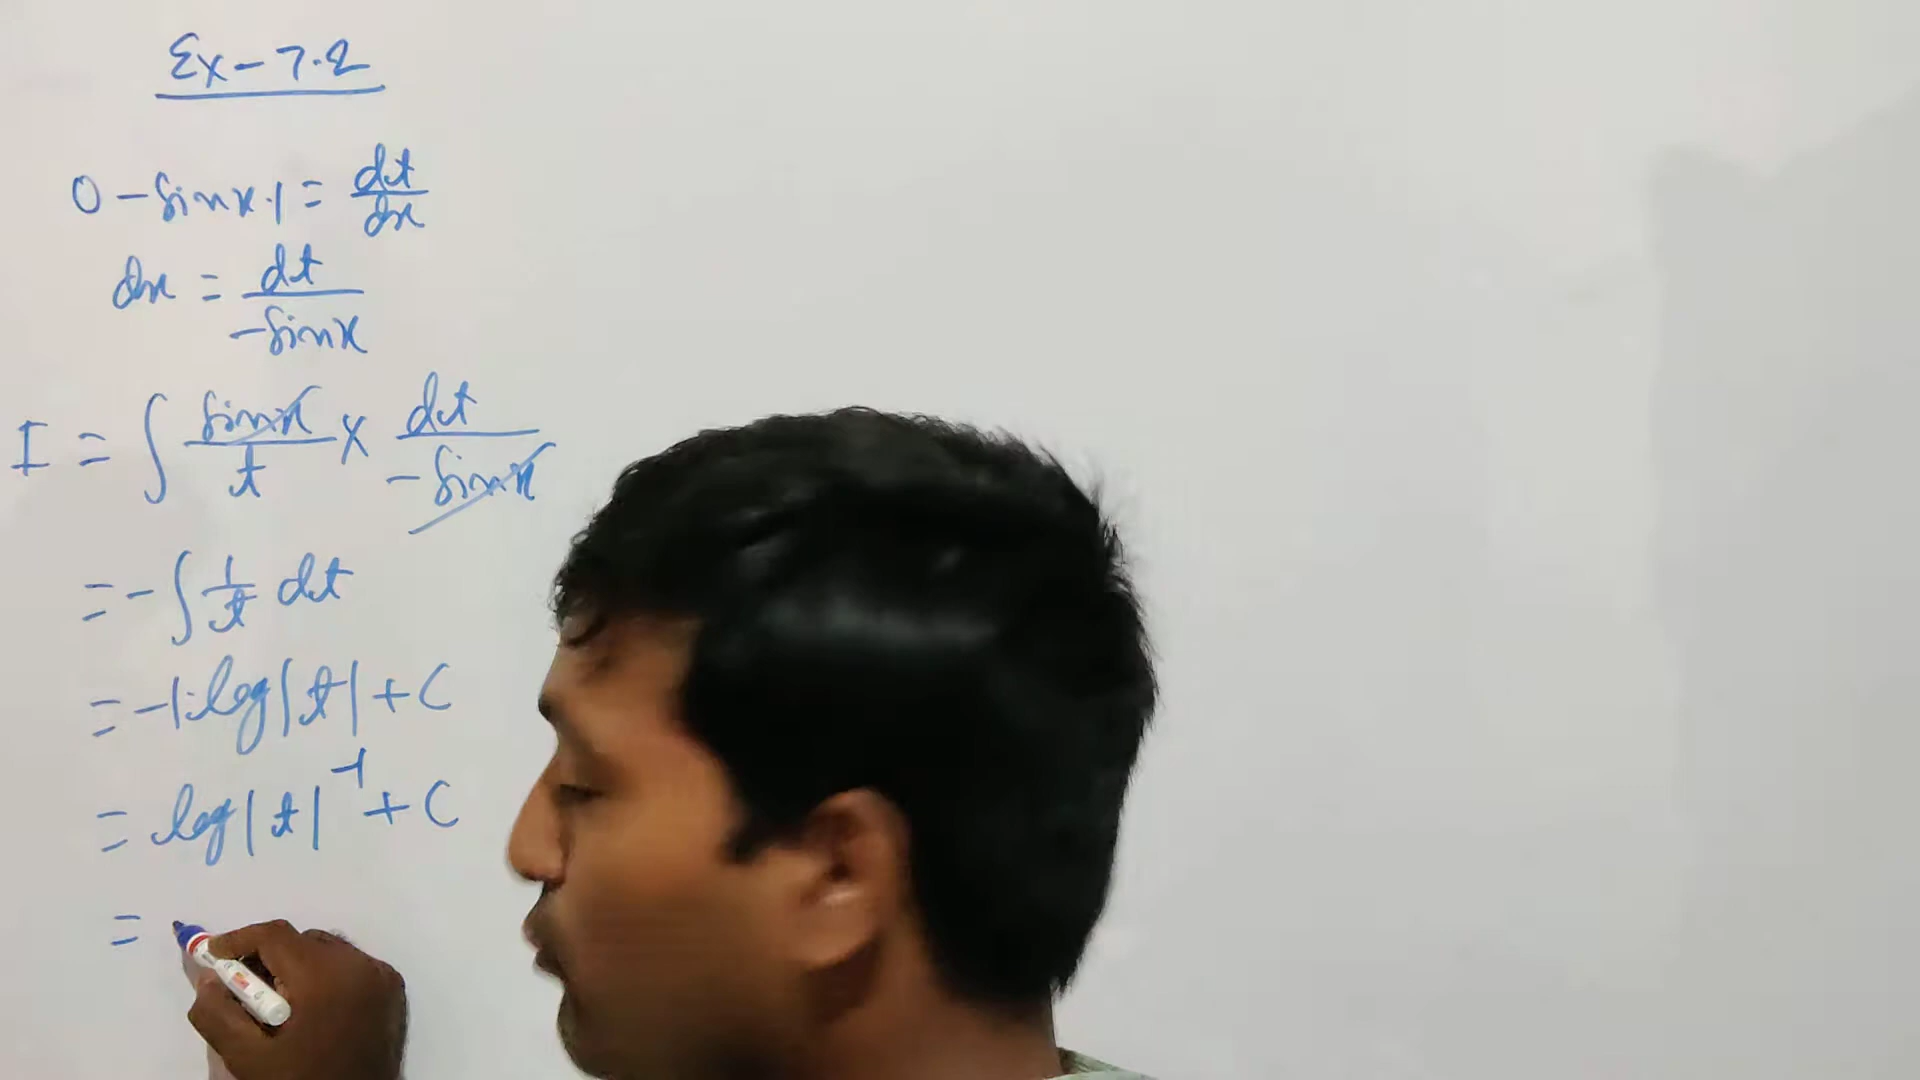 Ex - 7.2
0 - sinx.1 = dt/dx
dx = dt/-sinx
I = ∫ sinx/t × dt/-sinx
= - ∫ 1/t dt
= -1.log|t| + C
= log|t|⁻¹ + C
=